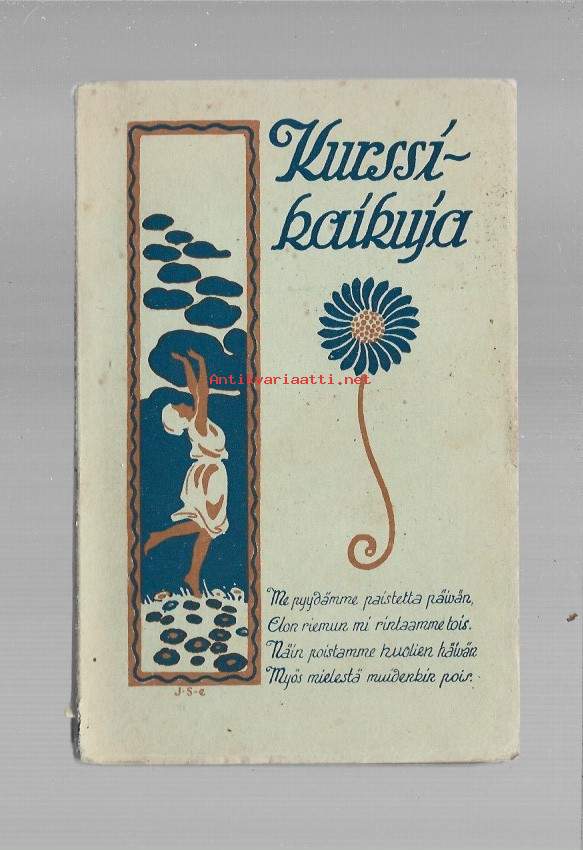 Kurssi-
kaikuja
Antikvariaatti.net
Me pyydämme paistetta päivän,
Elon riemun mi rintaamme tois.
Näin poistamme huolien häivän
Myös mielestä muidenkin pois.
J-S-e